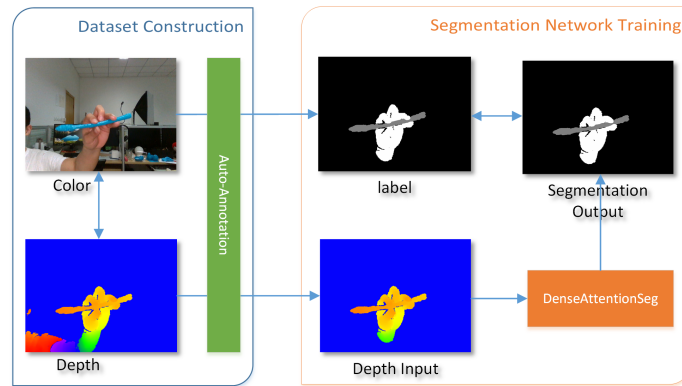 Dataset Construction
Segmentation Network Training
Color
Auto-Annotation
label
Segmentation
Output
DenseAttentionSeg
Depth
Depth Input